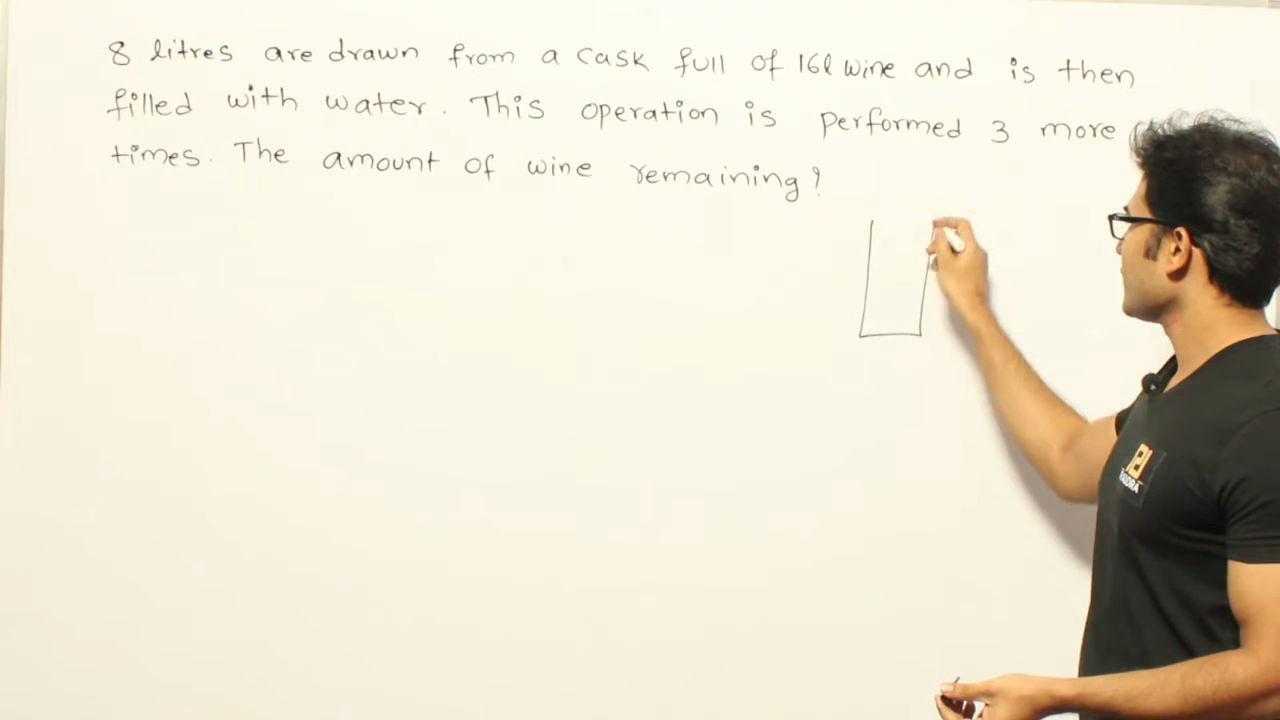 8 litres are drawn from a cask full of 16l wine and is then
filled with water. This operation is performed 3 more
times. The amount of wine remaining?